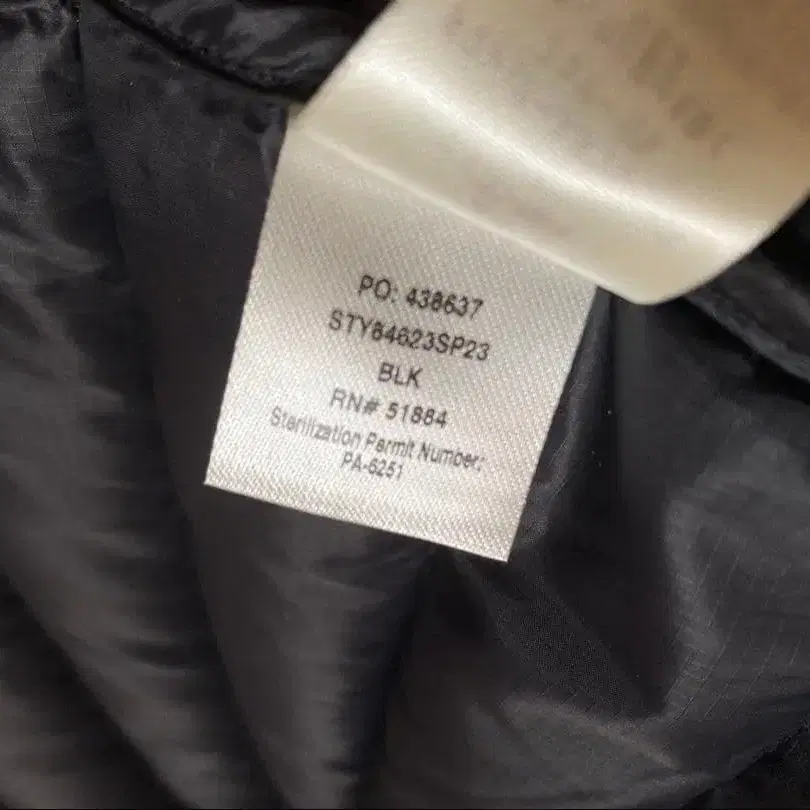 PO: 438637
STY84623SP23
BLK
RN# 51884
Sterilization Permit Number:
PA-6251